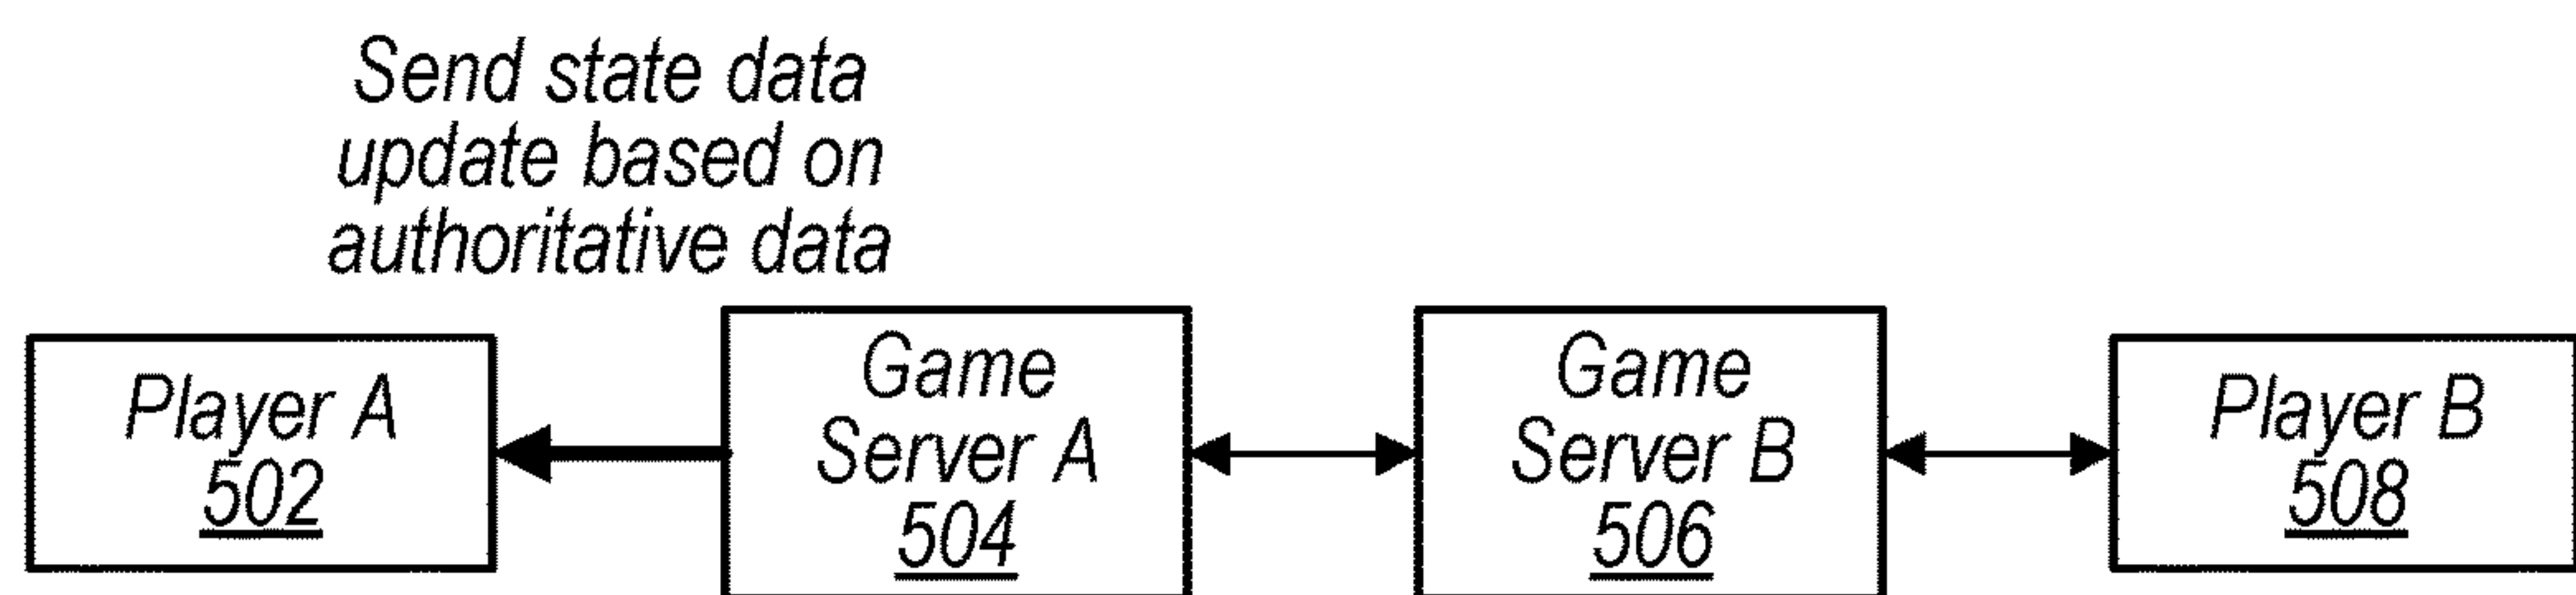 Send state data
update based on
authoritative data
Player A
502
Game
Server A
504
Game
Server B
506
Player B
508